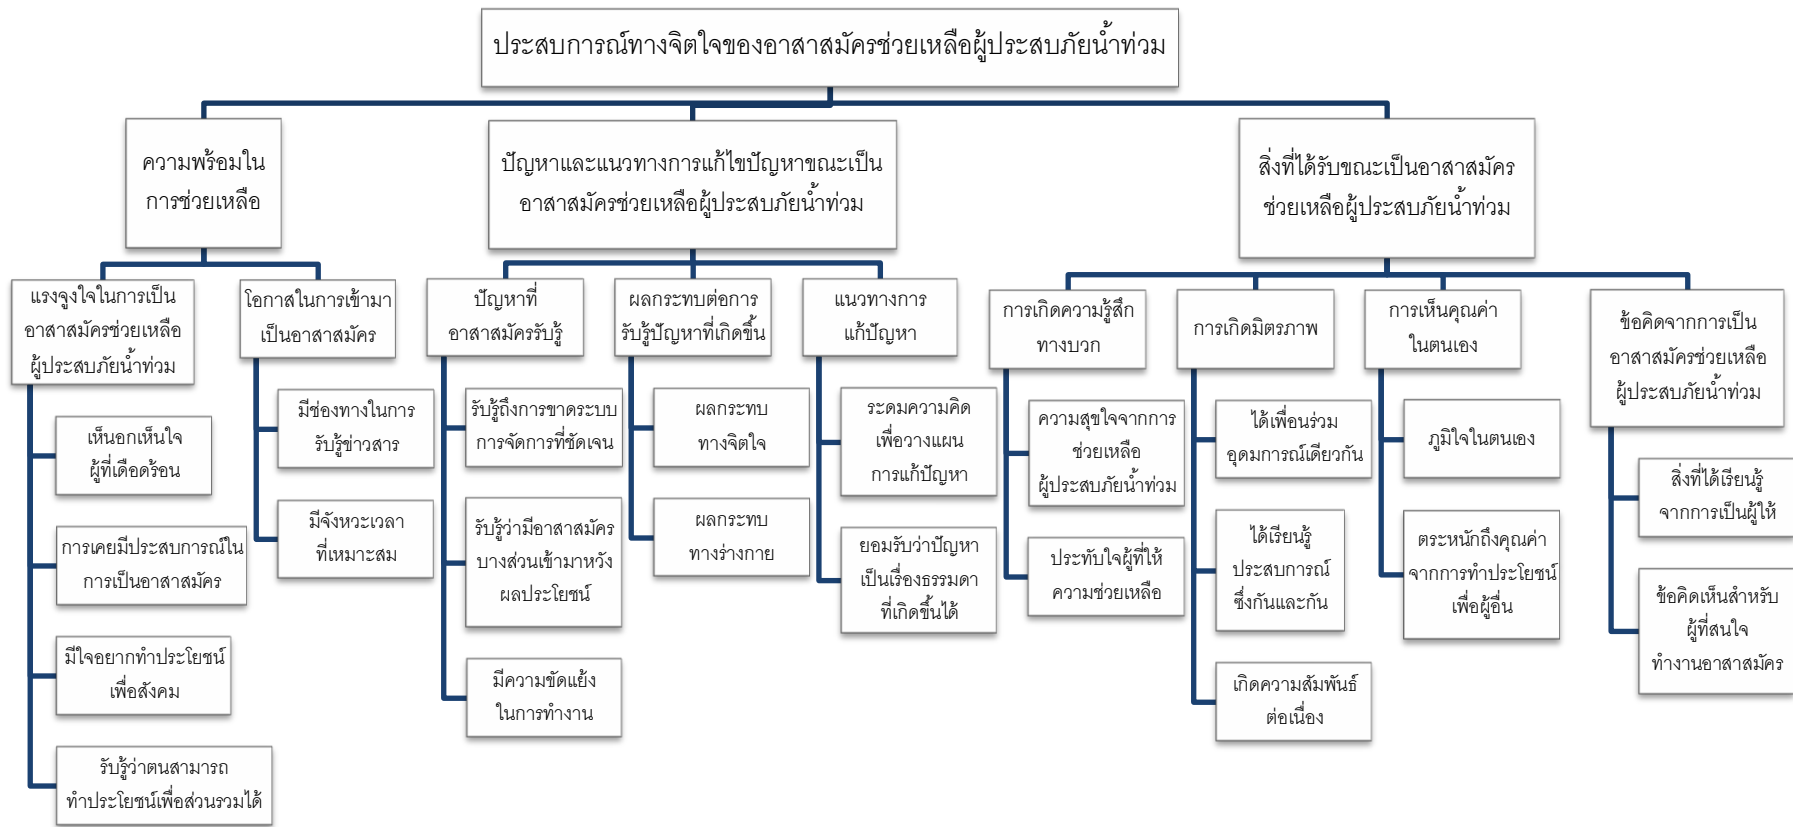 ประสบการณ์ทางจิตใจของอาสาสมัครช่วยเหลือผู้ประสบภัยน้ำท่วม
ความพร้อมใน
การช่วยเหลือ
ปัญหาและแนวทางการแก้ไขปัญหาขณะเป็น
อาสาสมัครช่วยเหลือผู้ประสบภัยน้ำท่วม
สิ่งที่ได้รับขณะเป็นอาสาสมัคร
ช่วยเหลือผู้ประสบภัยน้ำท่วม
แรงจูงใจในการเป็น
อาสาสมัครช่วยเหลือ
ผู้ประสบภัยน้ำท่วม
เห็นอกเห็นใจ
ผู้ที่เดือดร้อน
การเคยมีประสบการณ์ใน
การเป็นอาสาสมัคร
มีใจอยากทำประโยชน์
เพื่อสังคม
รับรู้ว่าตนสามารถ
ทำประโยชน์เพื่อส่วนรวมได้
โอกาสในการเข้ามา
เป็นอาสาสมัคร
มีช่องทางในการ
รับรู้ข่าวสาร
มีจังหวะเวลา
ที่เหมาะสม
ปัญหาที่
อาสาสมัครรับรู้
รับรู้ถึงการขาดระบบ
การจัดการที่ชัดเจน
รับรู้ว่ามีอาสาสมัคร
บางส่วนเข้ามาหวัง
ผลประโยชน์
มีความขัดแย้ง
ในการทำงาน
ผลกระทบต่อการ
รับรู้ปัญหาที่เกิดขึ้น
ผลกระทบ
ทางจิตใจ
ผลกระทบ
ทางร่างกาย
แนวทางการ
แก้ปัญหา
ระดมความคิด
เพื่อวางแผน
การแก้ปัญหา
ยอมรับว่าปัญหา
เป็นเรื่องธรรมดา
ที่เกิดขึ้นได้
การเกิดความรู้สึก
ทางบวก
ความสุขใจจากการ
ช่วยเหลือ
ผู้ประสบภัยน้ำท่วม
ประทับใจผู้ที่ให้
ความช่วยเหลือ
การเกิดมิตรภาพ
ได้เพื่อนร่วม
อุดมการณ์เดียวกัน
ได้เรียนรู้
ประสบการณ์
ซึ่งกันและกัน
เกิดความสัมพันธ์
ต่อเนื่อง
การเห็นคุณค่า
ในตนเอง
ภูมิใจในตนเอง
ตระหนักถึงคุณค่า
จากการทำประโยชน์
เพื่อผู้อื่น
ข้อคิดจากการเป็น
อาสาสมัครช่วยเหลือ
ผู้ประสบภัยน้ำท่วม
สิ่งที่ได้เรียนรู้
จากการเป็นผู้ให้
ข้อคิดเห็นสำหรับ
ผู้ที่สนใจ
ทำงานอาสาสมัคร